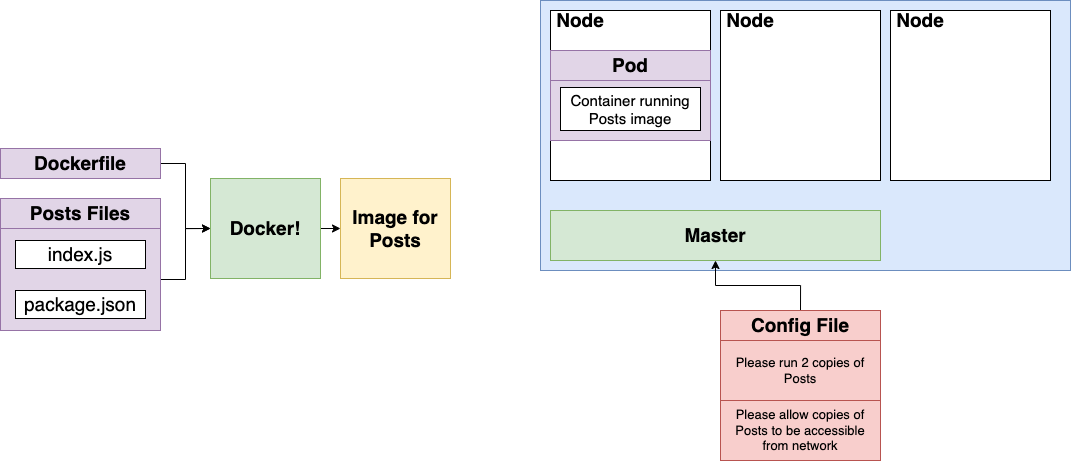 Dockerfile
Posts Files
index.js
package.json
Docker!
Image for
Posts
Node
Node
Node
Pod
Container running
Posts image
Master
Config File
Please run 2 copies of
Posts
Please allow copies of
Posts to be accessible
from network